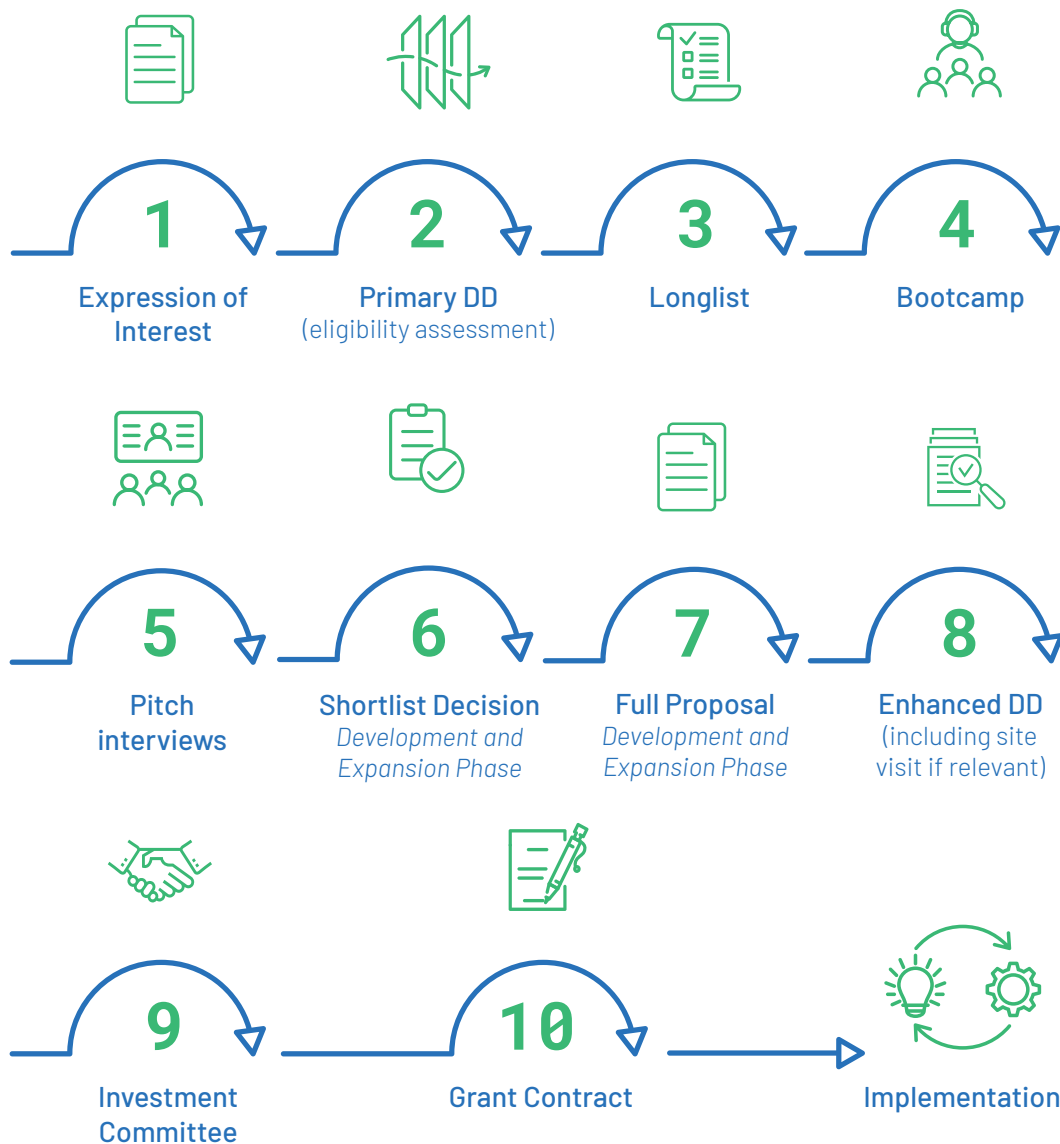 1
Expression of
Interest
2
Primary DD
(eligibility assessment)
3
Longlist
4
Bootcamp
5
Pitch
interviews
6
Shortlist Decision
Development and
Expansion Phase
7
Full Proposal
Development and
Expansion Phase
8
Enhanced DD
(including site
visit if relevant)
9
Investment
Committee
10
Grant Contract
Implementation